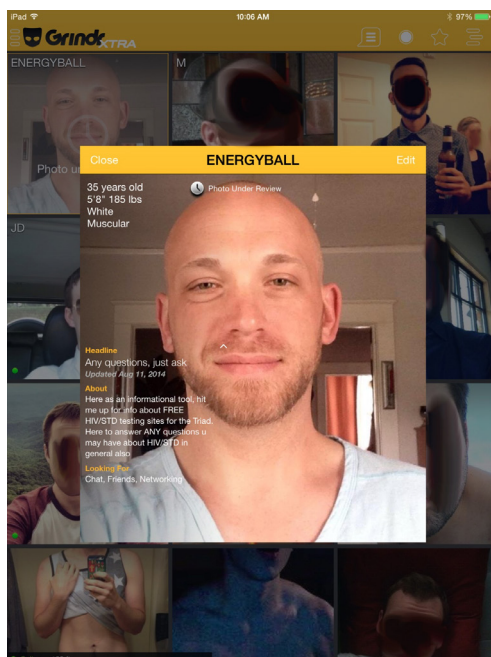 iPad
10:06 AM
97%
Grindr
XTRA
ENERGYBALL
M
Close
ENERGYBALL
Edit
Photo
35 years old
5'8" 185 lbs
White
Muscular
Photo Under Review
JD
Headline
Any questions, just ask
Updated Aug 11, 2014
About
Here as an informational tool, hit
me up for info about FREE
HIV/STD testing sites for the Triad.
Here to answer ANY questions u
may have about HIV/STD in
general also
Looking For
Chat, Friends, Networking